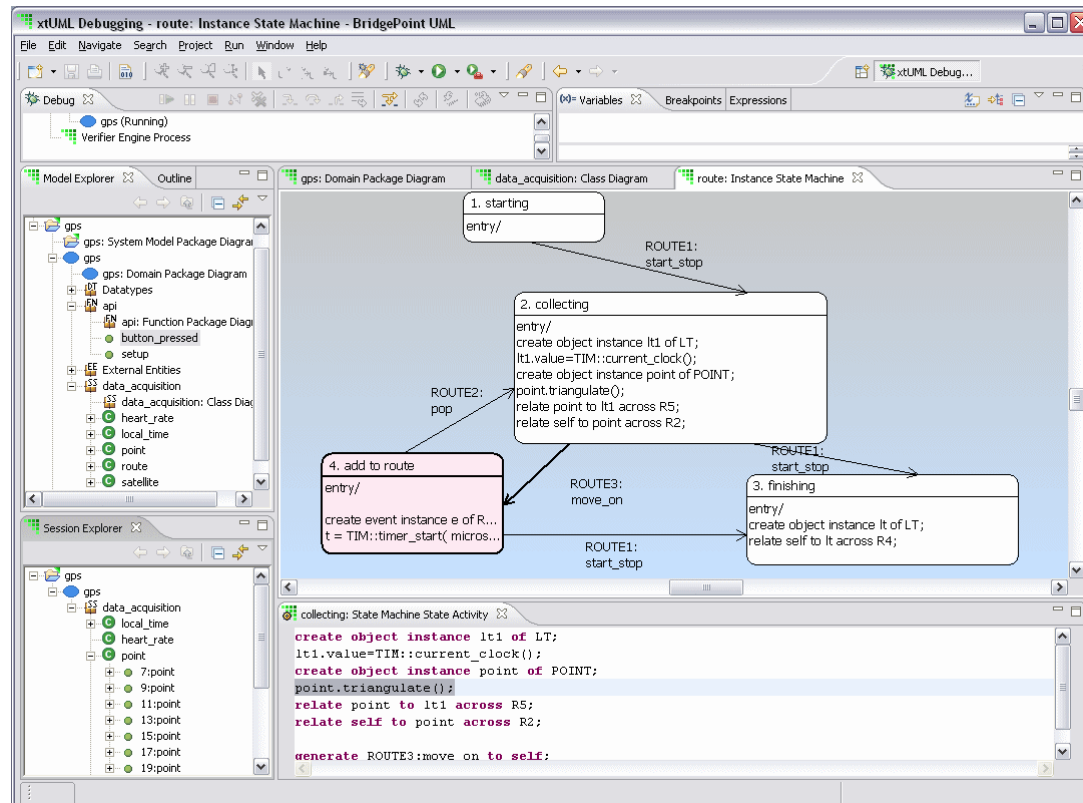 xtUML Debugging - route: Instance State Machine - BridgePoint UML
File Edit Navigate Search Project Run Window Help
xtUML Debug...
Debug
(x)= Variables Breakpoints Expressions
gps (Running)
Verifier Engine Process
Model Explorer Outline
gps: Domain Package Diagram data_acquisition: Class Diagram route: Instance State Machine
gps
gps: System Model Package Diagrar
gps
gps: Domain Package Diagram
Datatypes
api
api: Function Package Diagr
button_pressed
setup
External Entities
data_acquisition
data_acquisition: Class Diag
heart_rate
local_time
point
route
satellite
1. starting
entry/
ROUTE1:
start_stop
2. collecting
entry/
create object instance lt1 of LT;
lt1.value=TIM::current_clock();
create object instance point of POINT;
point.triangulate();
relate point to lt1 across R5;
relate self to point across R2;
ROUTE2:
pop
ROUTE1:
start_stop
4. add to route
entry/
create event instance e of R...
t = TIM::timer_start( micros...
ROUTE3:
move_on
3. finishing
entry/
create object instance lt of LT;
relate self to lt across R4;
ROUTE1:
start_stop
Session Explorer
gps
gps
data_acquisition
local_time
heart_rate
point
7:point
9:point
11:point
13:point
15:point
17:point
19:point
collecting: State Machine State Activity
create object instance lt1 of LT;
lt1.value=TIM::current_clock();
create object instance point of POINT;
point.triangulate();
relate point to lt1 across R5;
relate self to point across R2;
generate ROUTE3:move_on to self;